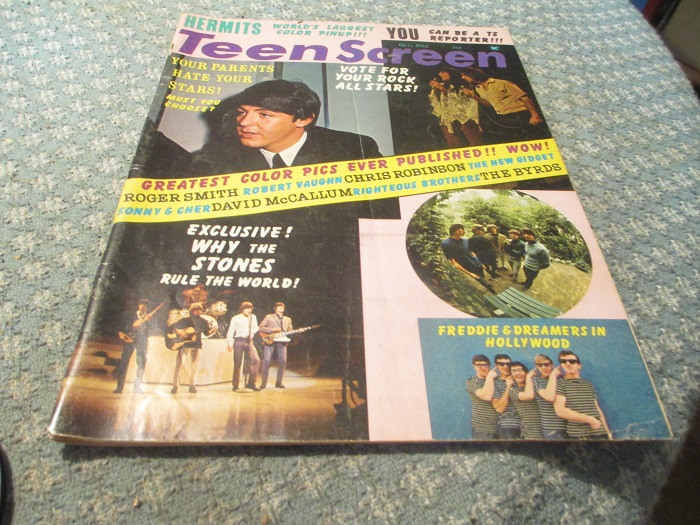 HERMITS
WORLD'S LARGEST
COLOR PINUP!!!
YOU
CAN BE A TS
REPORTER!!!
Teen Screen
35¢
YOUR PARENTS
HATE YOUR
STARS!
MUST YOU
CHOOSE?
VOTE FOR
YOUR ROCK
ALL STARS!
GREATEST COLOR PICS EVER PUBLISHED!! WOW!
ROGER SMITH ROBERT VAUGHN CHRIS ROBINSON THE NEW GIDGET
SONNY & CHER DAVID McCALLUM RIGHTEOUS BROTHERS THE BYRDS
EXCLUSIVE!
WHY THE
STONES
RULE THE WORLD!
FREDDIE & DREAMERS IN
HOLLYWOOD